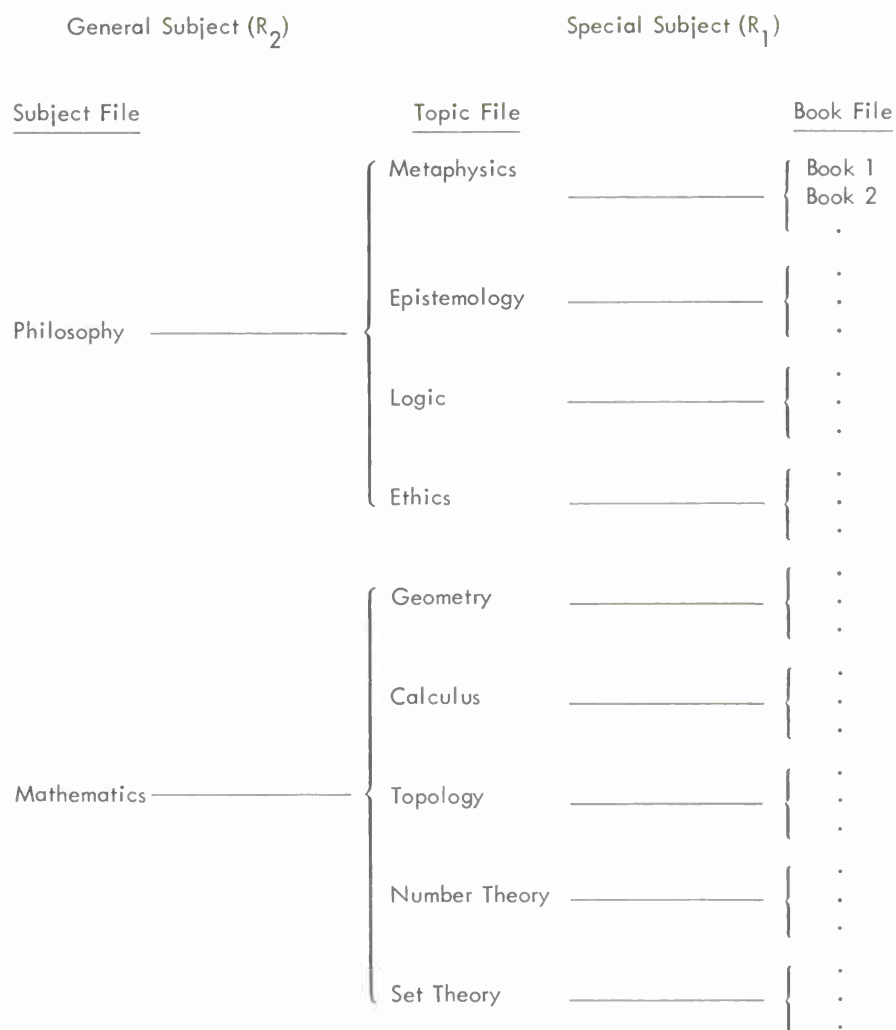 General Subject (R2) Special Subject (R1)
Subject File Topic File Book File
Metaphysics Book 1
Book 2
Epistemology
Philosophy
Logic
Ethics
Geometry
Calculus
Mathematics Topology
Number Theory
Set Theory